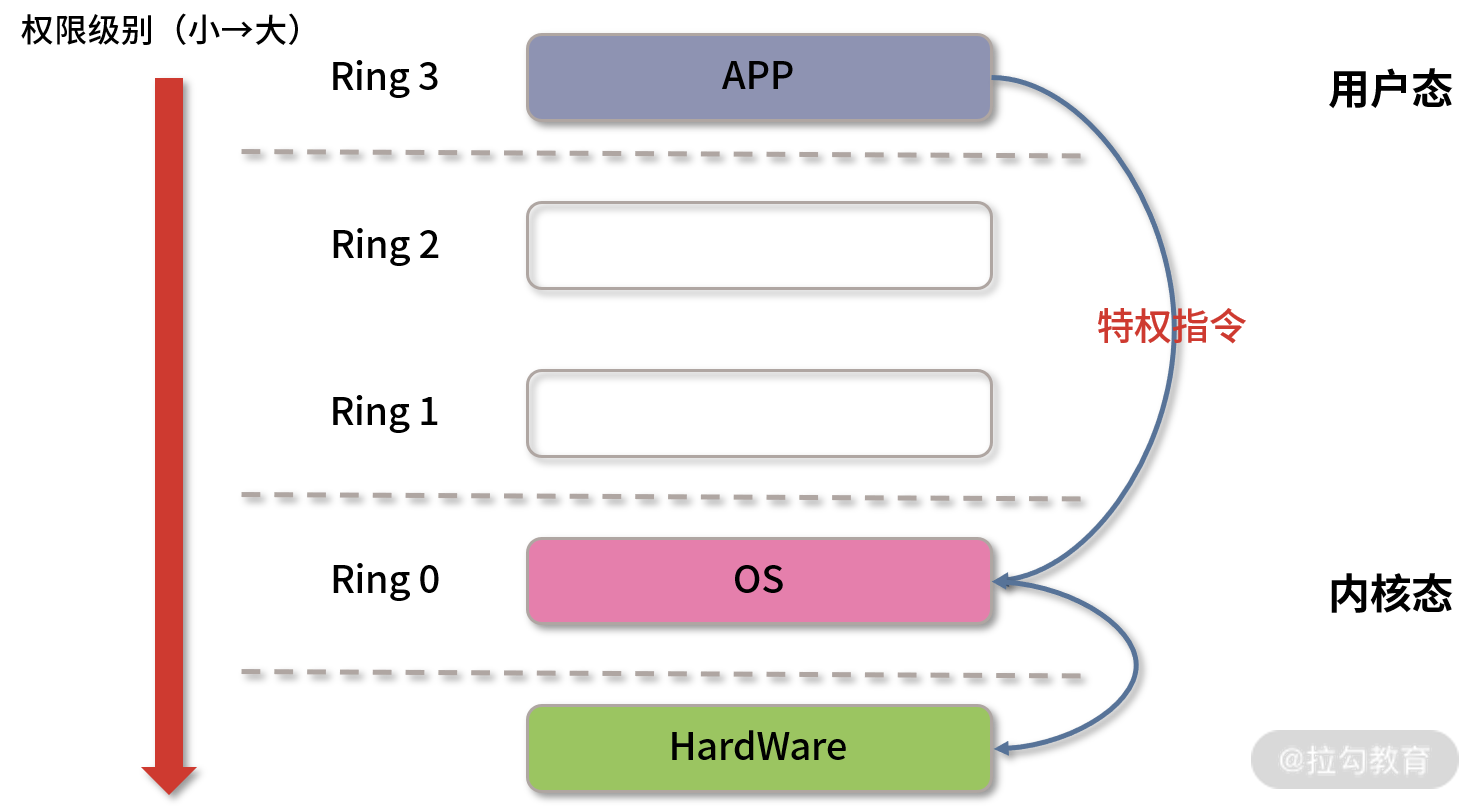 权限级别（小→大）
Ring 3
APP
用户态
Ring 2
特权指令
Ring 1
Ring 0
OS
内核态
HardWare
@拉勾教育